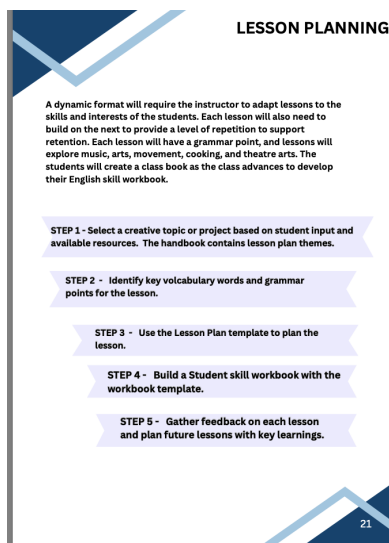 LESSON PLANNING
A dynamic format will require the instructor to adapt lessons to the
skills and interests of the students. Each lesson will also need to
build on the next to provide a level of repetition to support
retention. Each lesson will have a grammar point, and lessons will
explore music, arts, movement, cooking, and theatre arts. The
students will create a class book as the class advances to develop
their English skill workbook.
STEP 1 - Select a creative topic or project based on student input and
available resources. The handbook contains lesson plan themes.
STEP 2 - Identify key volcabulary words and grammar
points for the lesson.
STEP 3 - Use the Lesson Plan template to plan the
lesson.
STEP 4 - Build a Student skill workbook with the
workbook template.
STEP 5 - Gather feedback on each lesson
and plan future lessons with key learnings.
21